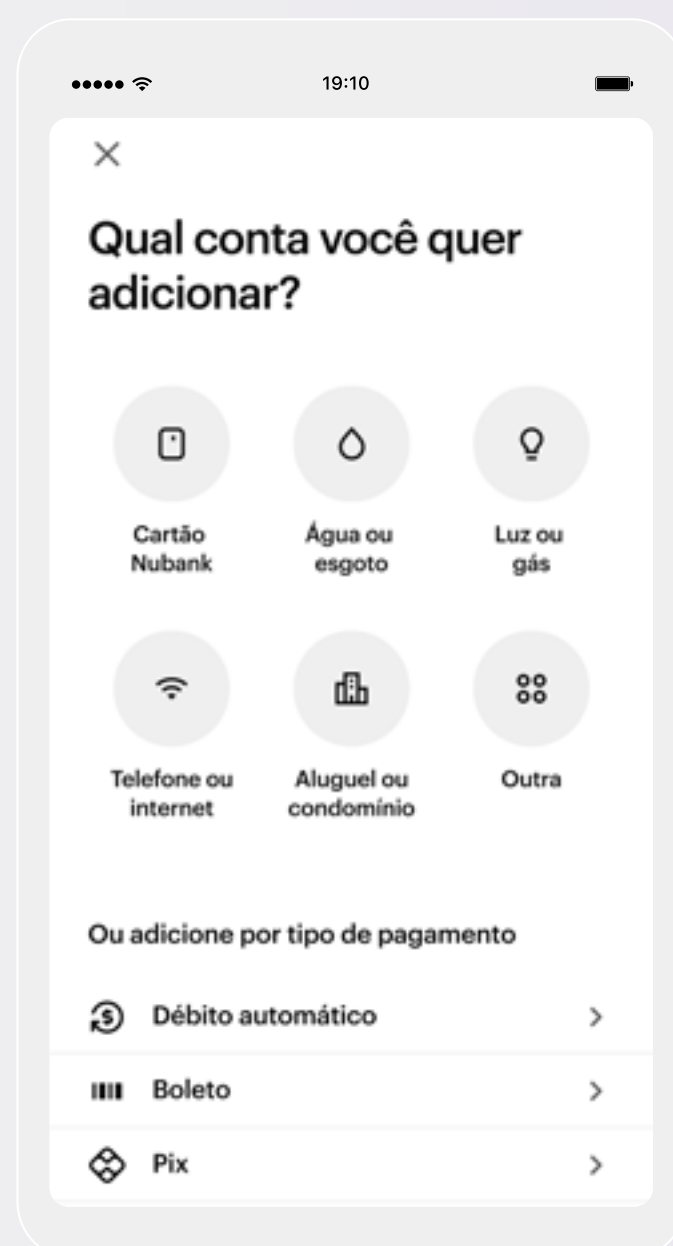 19:10
Qual conta você quer
adicionar?
Cartão
Nubank
Água ou
esgoto
Luz ou
gás
Telefone ou
internet
Aluguel ou
condomínio
Outra
Ou adicione por tipo de pagamento
Débito automático
Boleto
Pix